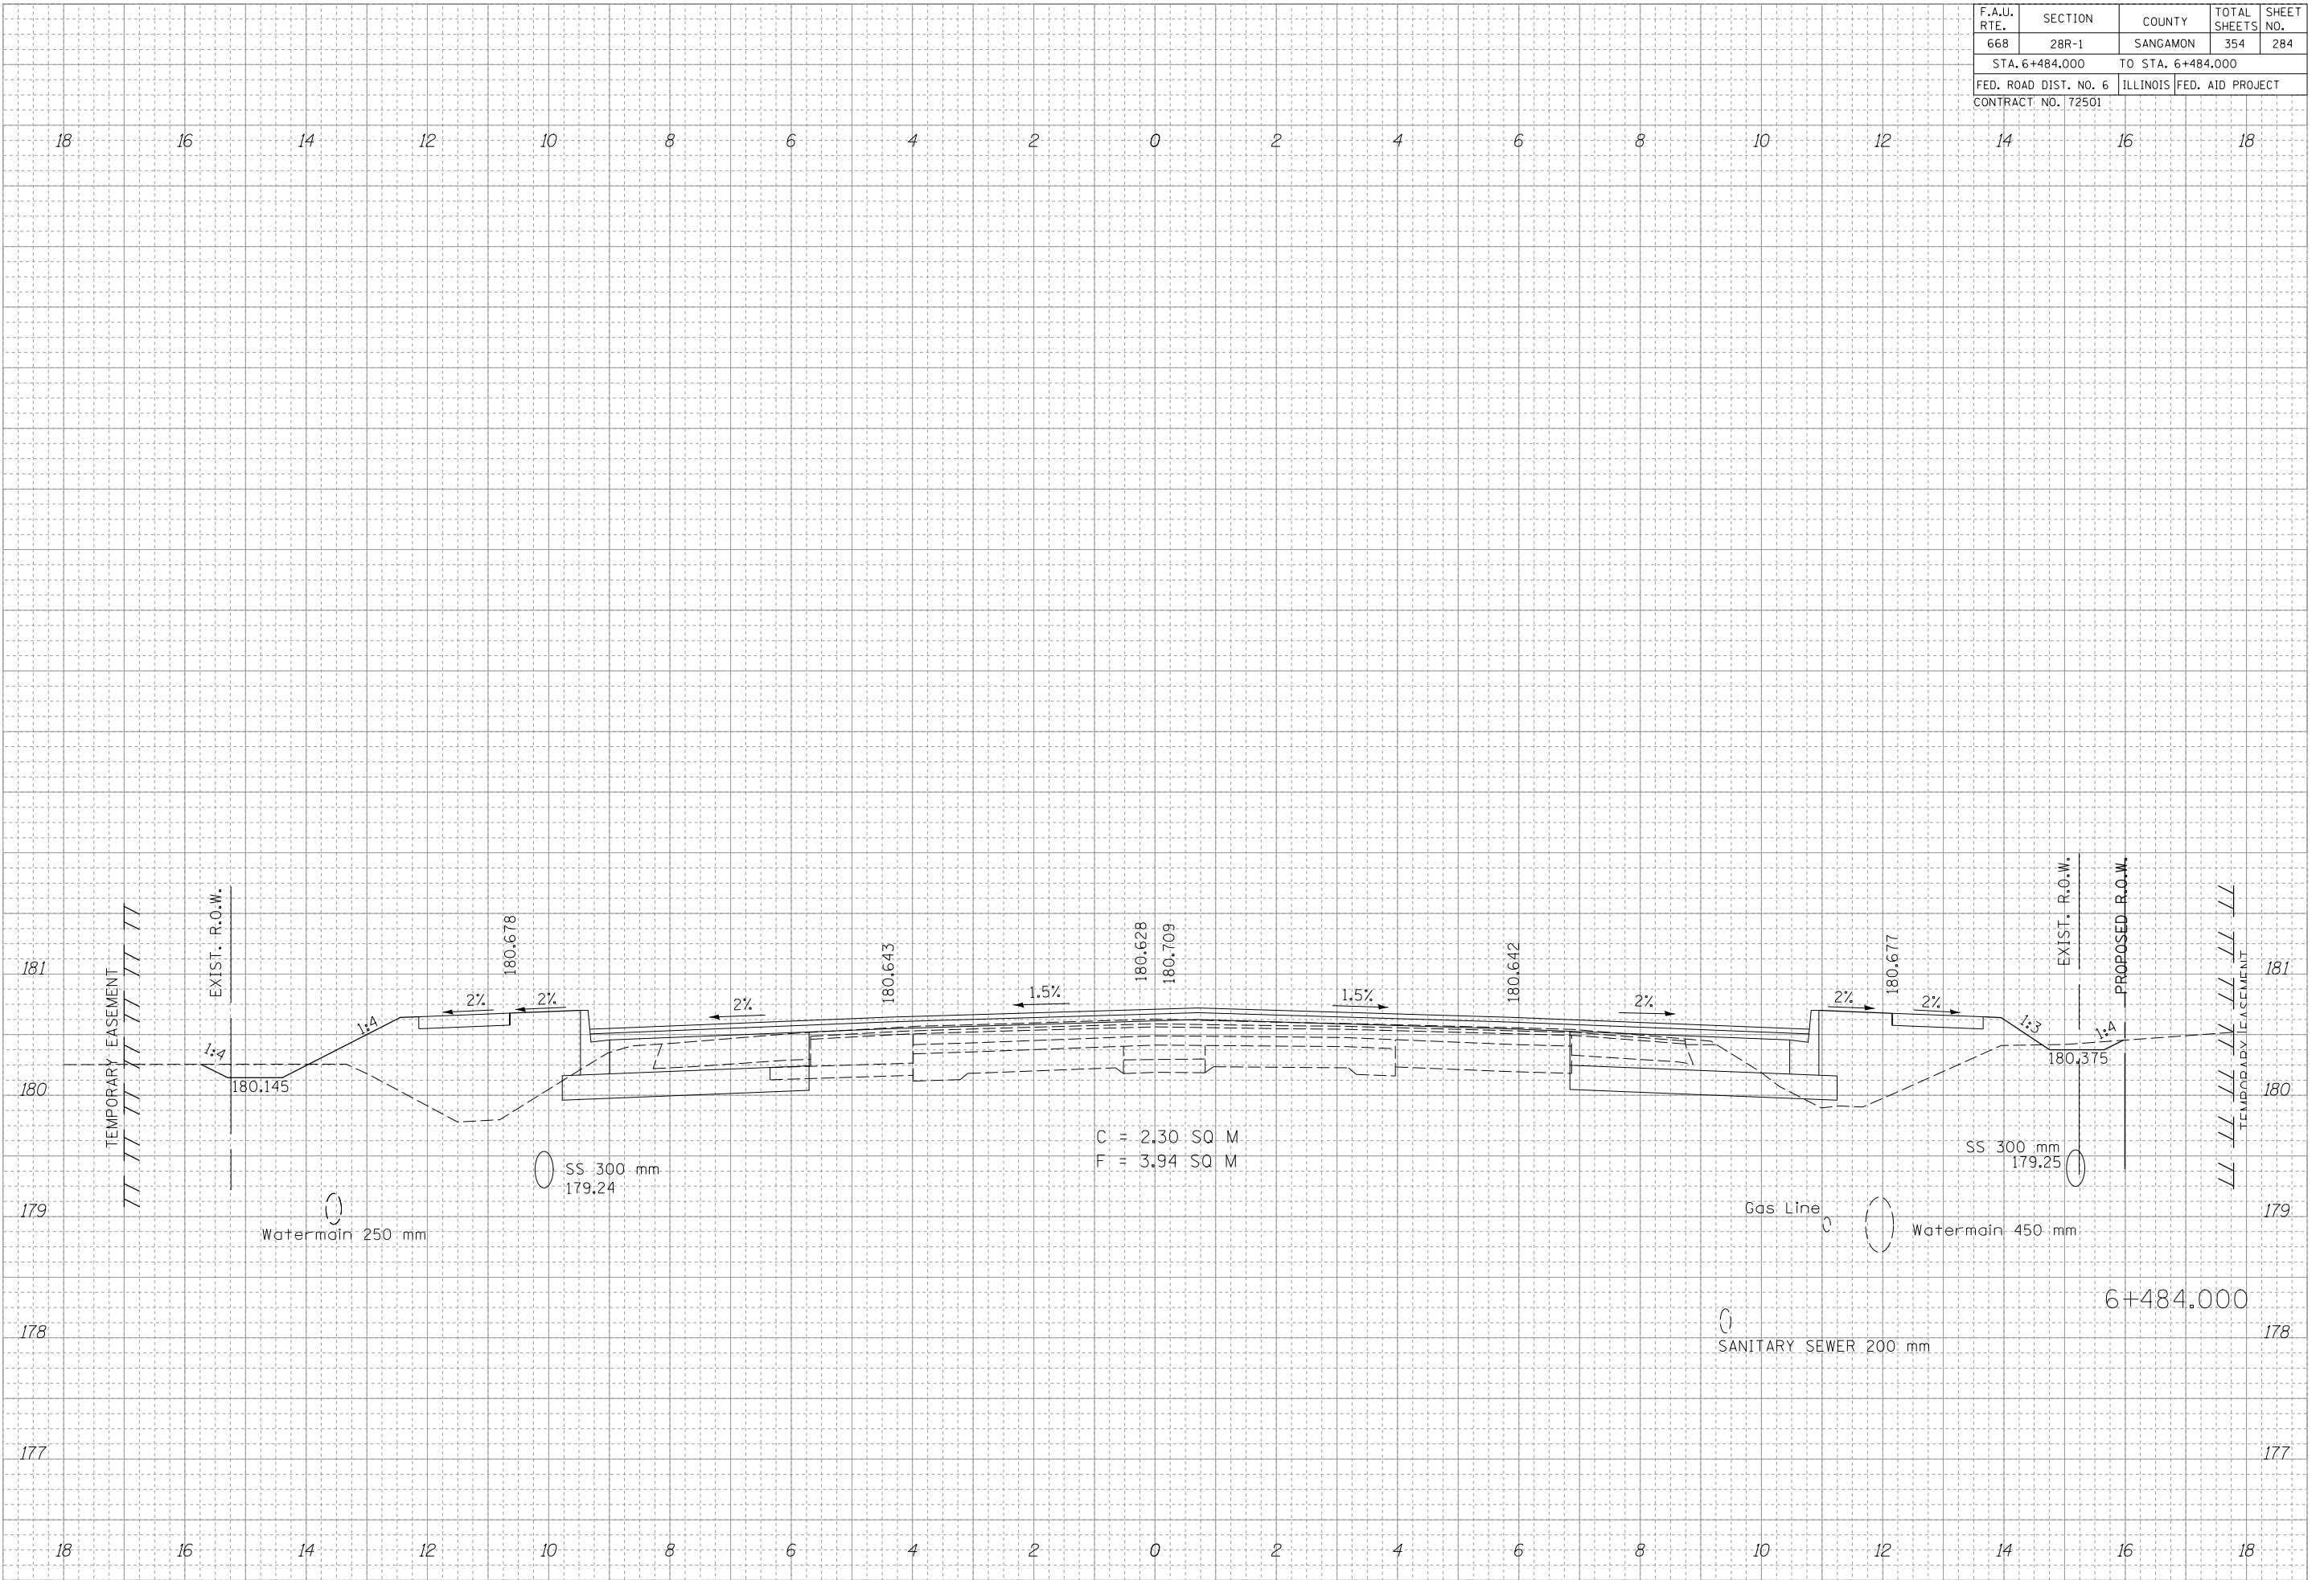 F.A.U. RTE. SECTION COUNTY TOTAL SHEETS SHEET NO.
668 28R-1 SANGAMON 354 284
STA. 6+484.000 TO STA. 6+484.000
FED. ROAD DIST. NO. 6 ILLINOIS FED. AID PROJECT
CONTRACT NO. 72501
18 16 14 12 10 8 6 4 2 0 2 4 6 8 10 12 14 16 18
TEMPORARY EASEMENT
EXIST. R.O.W.
180.678
180.643
180.628
180.709
180.642
180.677
EXIST. R.O.W.
PROPOSED R.O.W.
TEMPORARY EASEMENT
181 181
2% 2% 2% 1.5% 1.5% 2% 2% 2%
1:4 1:4 1:3 1:4
180.145
180.375
180 180
C = 2.30 SQ M
F = 3.94 SQ M
SS 300 mm
179.24
SS 300 mm
179.25
179 179
Watermain 250 mm
Gas Line
Watermain 450 mm
6+484.000
178 178
SANITARY SEWER 200 mm
177 177
18 16 14 12 10 8 6 4 2 0 2 4 6 8 10 12 14 16 18